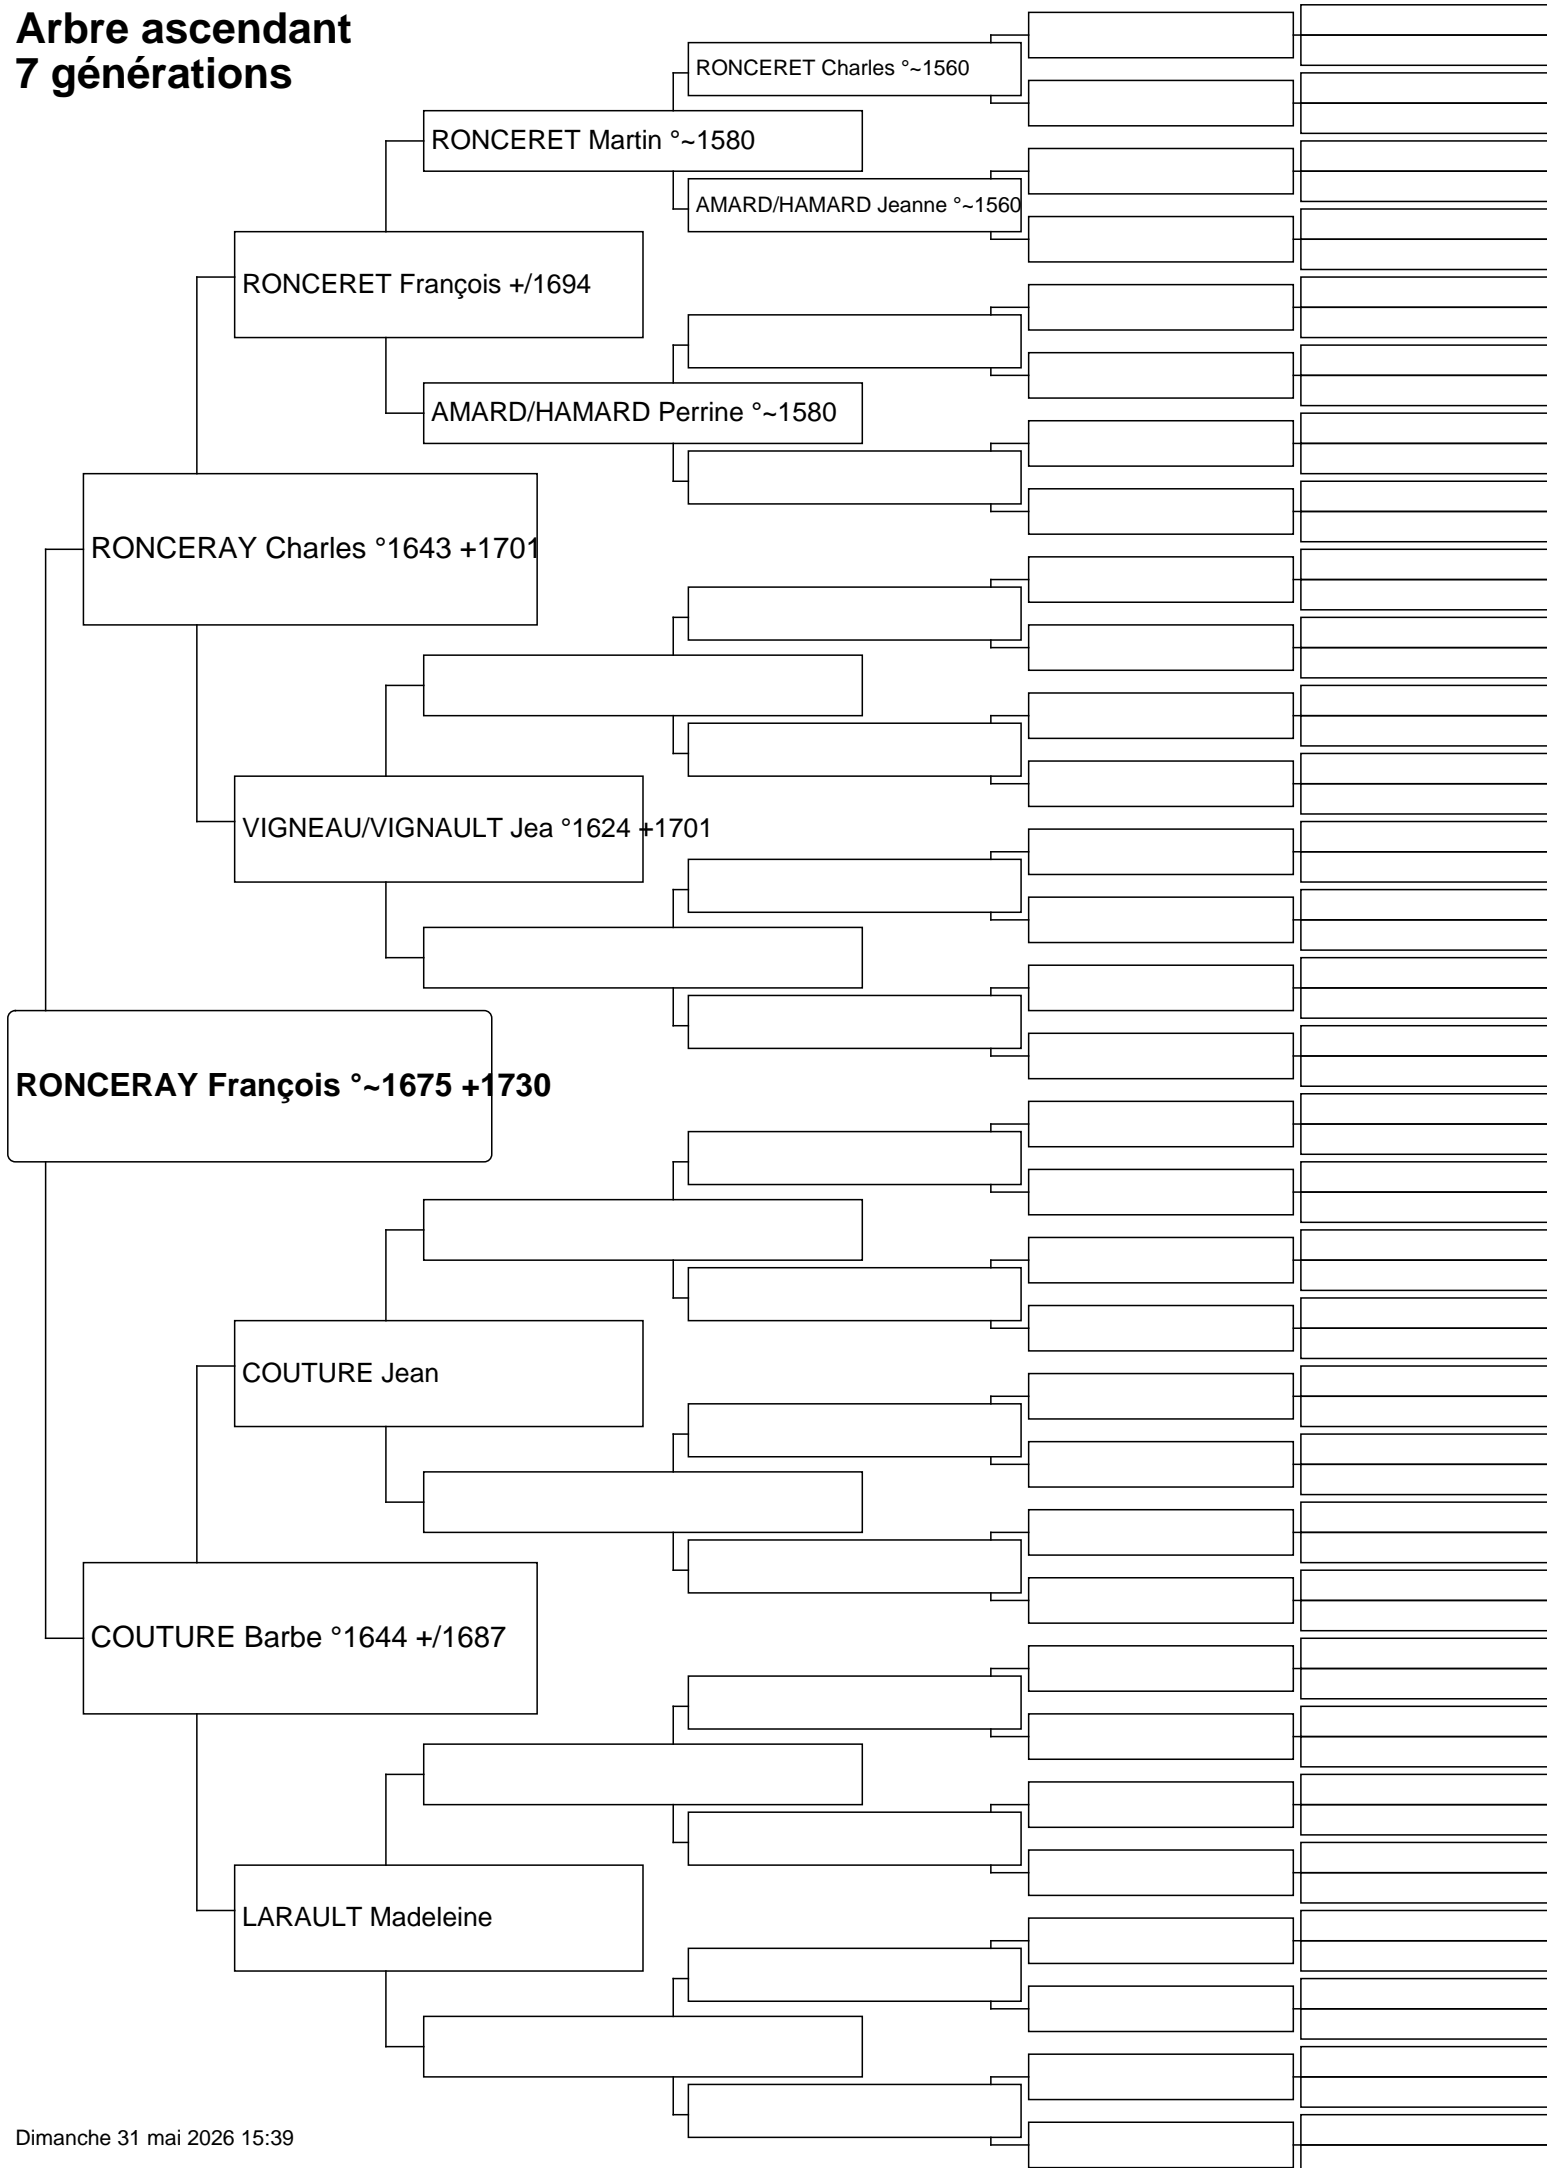 Arbre ascendant
7 générations
RONCERET Charles °~1560
RONCERET Martin °~1580
AMARD/HAMARD Jeanne °~1560
RONCERET François +/1694
AMARD/HAMARD Perrine °~1580
RONCERAY Charles °1643 +1701
VIGNEAU/VIGNAULT Jea °1624 +1701
RONCERAY François °~1675 +1730
COUTURE Jean
COUTURE Barbe °1644 +/1687
LARAULT Madeleine
Dimanche 31 mai 2026 15:39